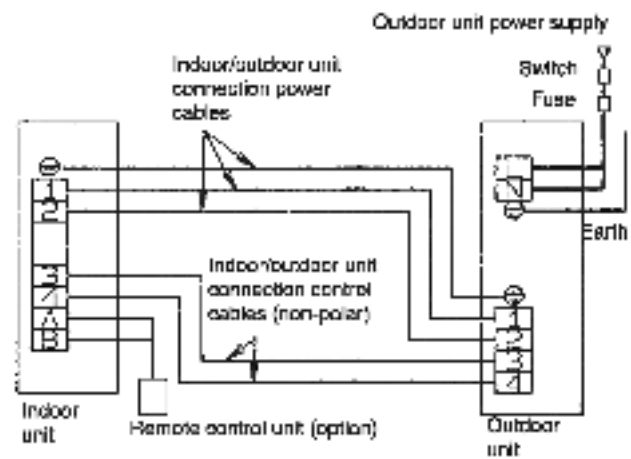 Outdoor unit power supply
Indoor/outdoor unit
connection power
cables
Switch
Fuse
1
2
Earth
Indoor/outdoor unit
connection control
cables (non-polar)
3
4
A
B
1
2
3
4
Indoor
unit
Remote control unit (option)
Outdoor
unit